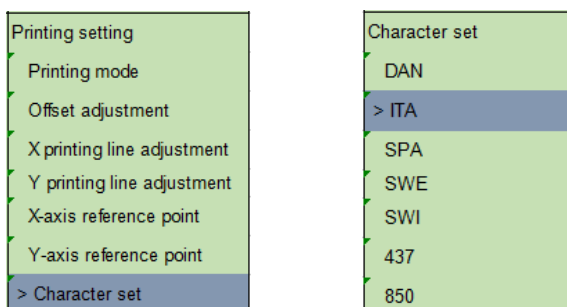 Printing setting
Printing mode
Offset adjustment
X printing line adjustment
Y printing line adjustment
X-axis reference point
Y-axis reference point
> Character set
Character set
DAN
> ITA
SPA
SWE
SWI
437
850